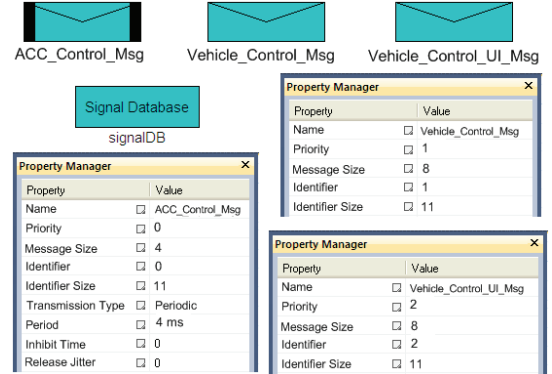 ACC_Control_Msg
Vehicle_Control_Msg
Vehicle_Control_UI_Msg
Signal Database
signalDB
Property Manager ×
Property Value
Name Vehicle_Control_Msg
Priority 1
Message Size 8
Identifier 1
Identifier Size 11
Property Manager ×
Property Value
Name ACC_Control_Msg
Priority 0
Message Size 4
Identifier 0
Identifier Size 11
Transmission Type Periodic
Period 4 ms
Inhibit Time 0
Release Jitter 0
Property Manager ×
Property Value
Name Vehicle_Control_UI_Msg
Priority 2
Message Size 8
Identifier 2
Identifier Size 11